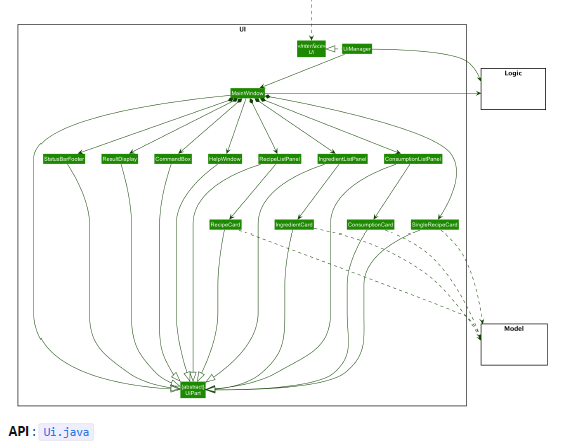 UI
«Interface»
UI
UiManager
Logic
MainWindow
StatusBarFooter
ResultDisplay
CommandBox
HelpWindow
RecipeListPanel
IngredientListPanel
ConsumptionListPanel
RecipeCard
IngredientCard
ConsumptionCard
SingleRecipeCard
Model
{abstract}
UiPart
API : Ui.java